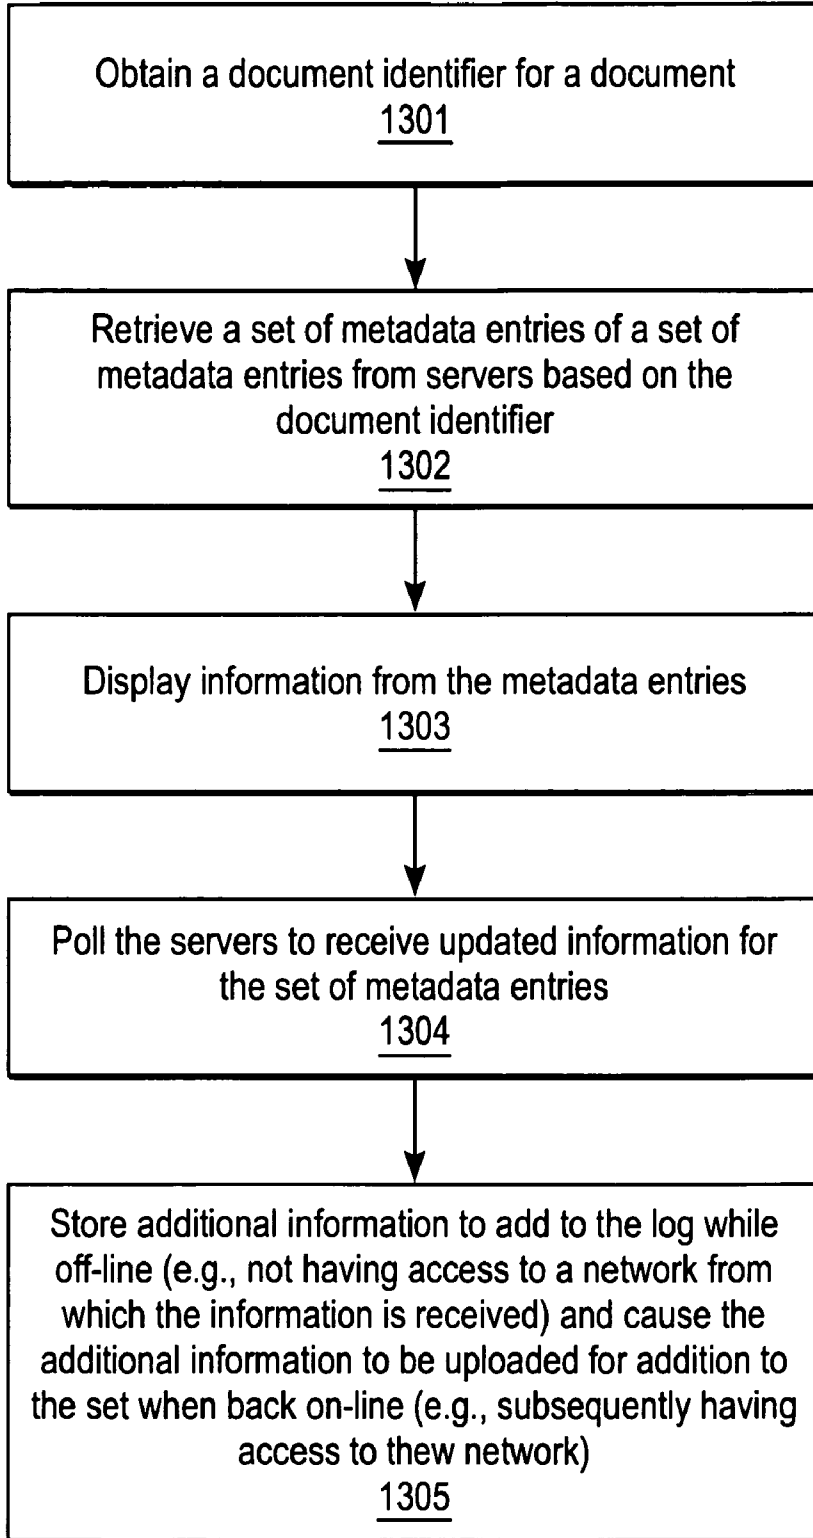 Obtain a document identifier for a document
1301
Retrieve a set of metadata entries of a set of
metadata entries from servers based on the
document identifier
1302
Display information from the metadata entries
1303
Poll the servers to receive updated information for
the set of metadata entries
1304
Store additional information to add to the log while
off-line (e.g., not having access to a network from
which the information is received) and cause the
additional information to be uploaded for addition to
the set when back on-line (e.g., subsequently having
access to thew network)
1305